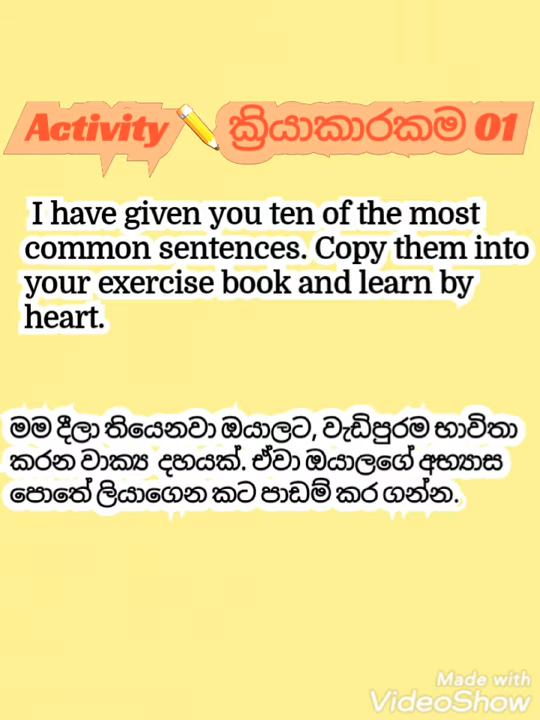 Activity ක්‍රියාකාරකම 01
I have given you ten of the most
common sentences. Copy them into
your exercise book and learn by
heart.
මම දීලා තියෙනවා ඔයාලට, වැඩිපුරම භාවිතා
කරන වාක්‍ය දහයක්. ඒවා ඔයාලගේ අභ්‍යාස
පොතේ ලියාගෙන කට පාඩම් කර ගන්න.
Made with
VideoShow